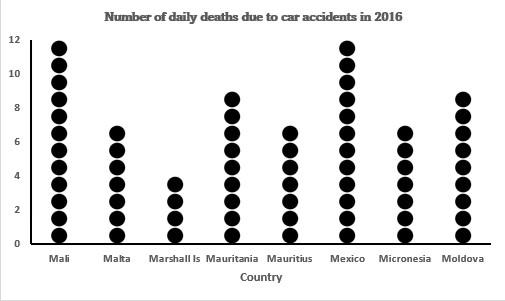 Number of daily deaths due to car accidents in 2016
12
10
8
6
4
2
0
Mali Malta Marshall Is Mauritania Mauritius Mexico Micronesia Moldova
Country